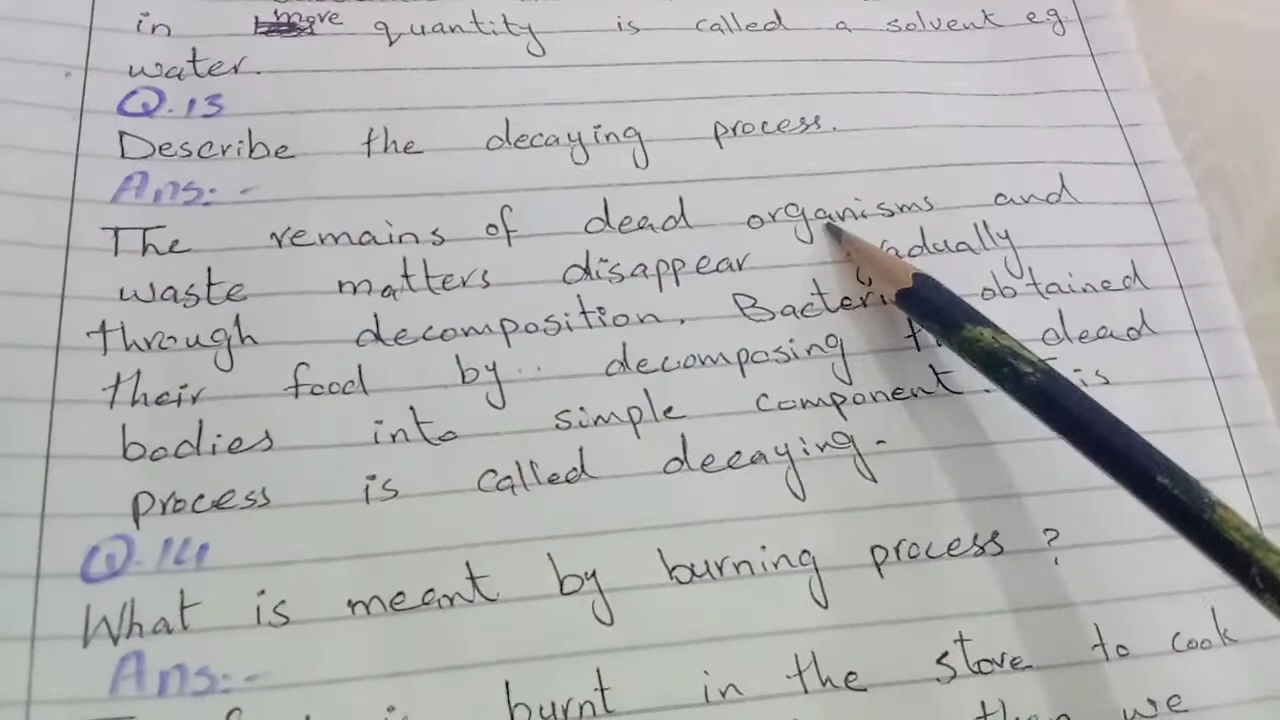 in more quantity is called a solvent e.g
water.
Q.13
Describe the decaying process.
Ans:-
The remains of dead organisms and
waste matters disappear gradually
through decomposition. Bacteria obtained
their food by decomposing dead
bodies into simple component. is
process is called decaying.
Q.14
What is meant by burning process?
Ans:-
burnt in the stove to cook
we